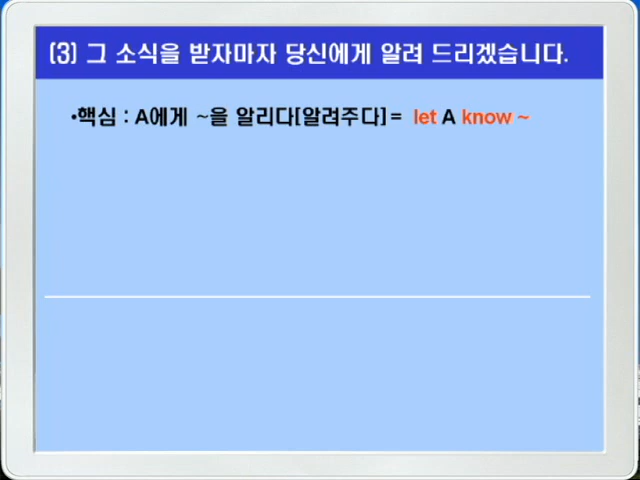 (3) 그 소식을 받자마자 당신에게 알려 드리겠습니다.
•핵심 : A에게 ~을 알리다[알려주다]= let A know ~